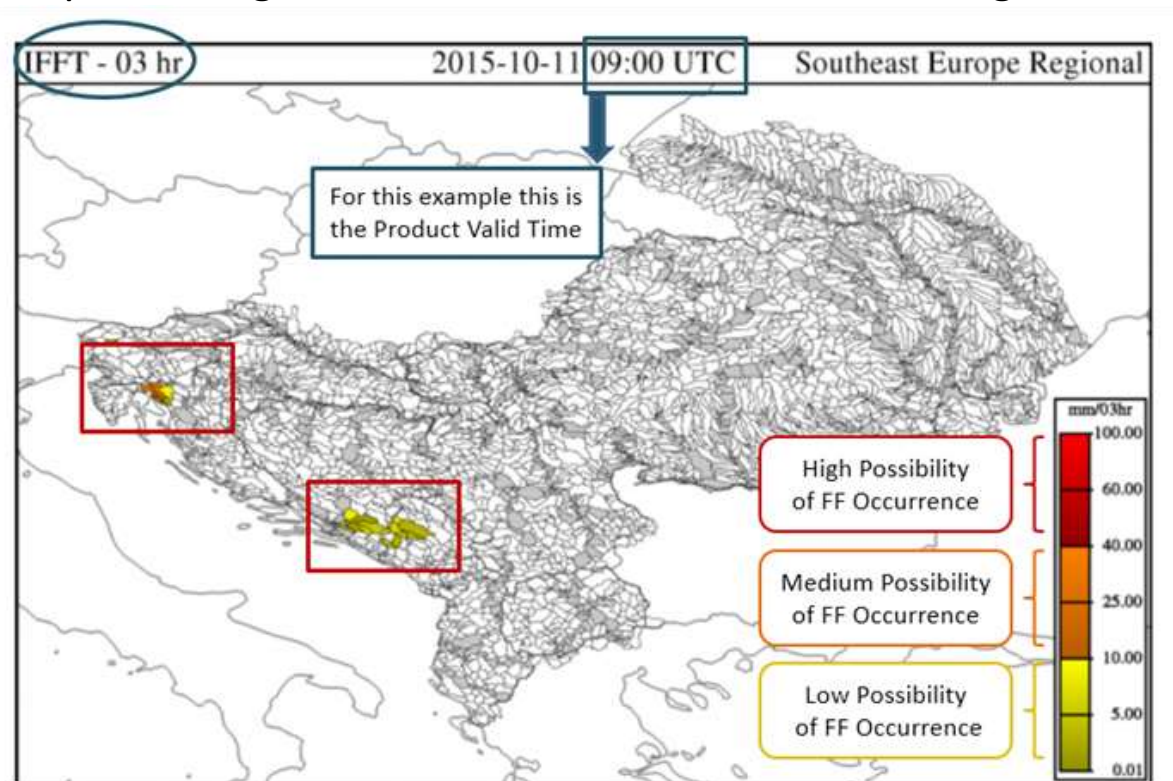 IFFT - 03 hr
2015-10-11 09:00 UTC
Southeast Europe Regional
For this example this is
the Product Valid Time
mm/03hr
100.00
60.00
40.00
25.00
10.00
5.00
0.01
High Possibility
of FF Occurrence
Medium Possibility
of FF Occurrence
Low Possibility
of FF Occurrence